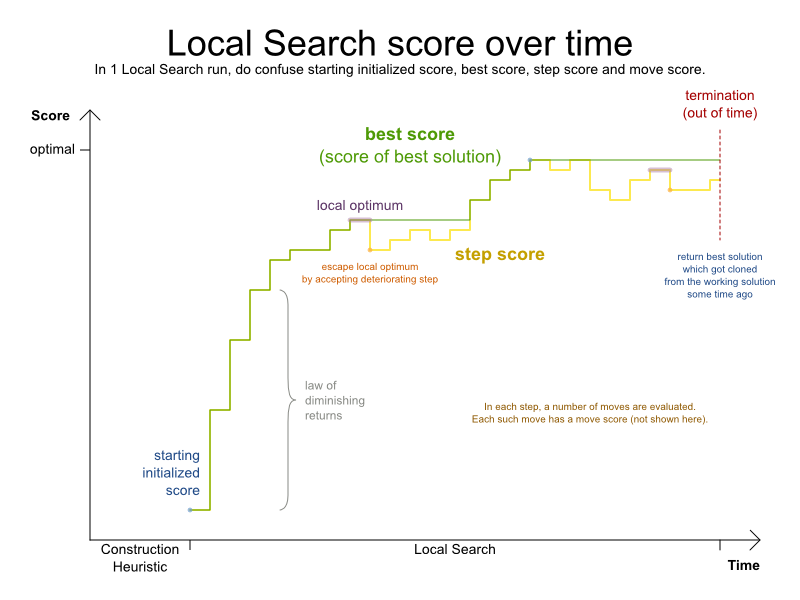 Local Search score over time
In 1 Local Search run, do confuse starting initialized score, best score, step score and move score.
termination
(out of time)
Score
optimal
best score
(score of best solution)
local optimum
step score
escape local optimum
by accepting deteriorating step
return best solution
which got cloned
from the working solution
some time ago
law of
diminishing
returns
In each step, a number of moves are evaluated.
Each such move has a move score (not shown here).
starting
initialized
score
Construction
Heuristic
Local Search
Time